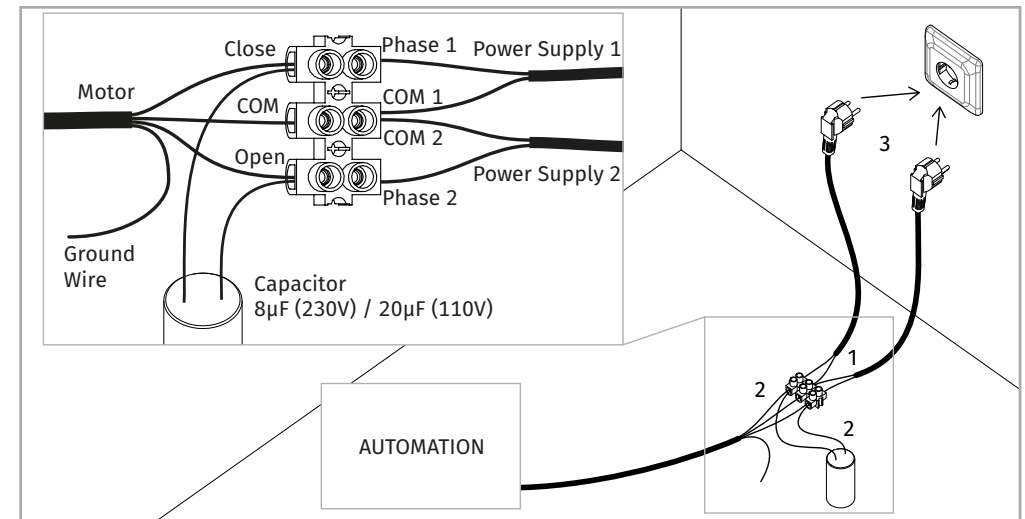 Close
Phase 1
Power Supply 1
Motor
COM
COM 1
COM 2
Open
Power Supply 2
Phase 2
Ground
Wire
Capacitor
8µF (230V) / 20µF (110V)
3
1
2
2
AUTOMATION